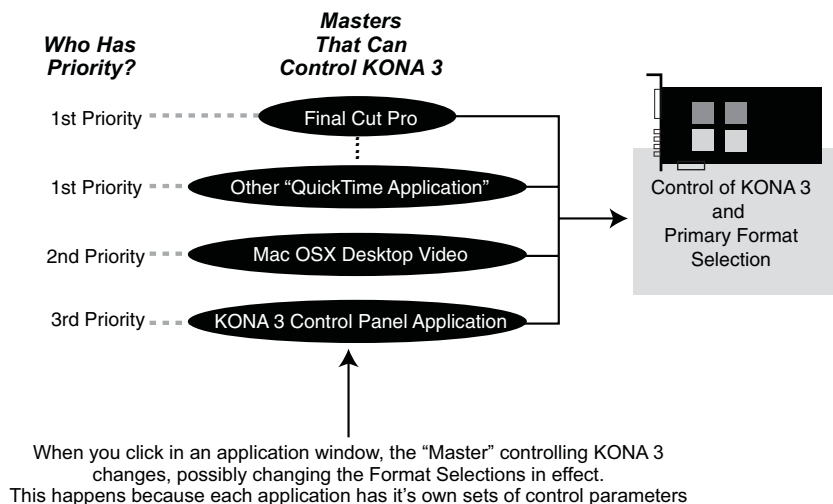 Who Has
Priority?
Masters
That Can
Control KONA 3
1st Priority
Final Cut Pro
1st Priority
Other “QuickTime Application”
2nd Priority
Mac OSX Desktop Video
3rd Priority
KONA 3 Control Panel Application
Control of KONA 3
and
Primary Format
Selection
When you click in an application window, the “Master” controlling KONA 3
changes, possibly changing the Format Selections in effect.
This happens because each application has it’s own sets of control parameters